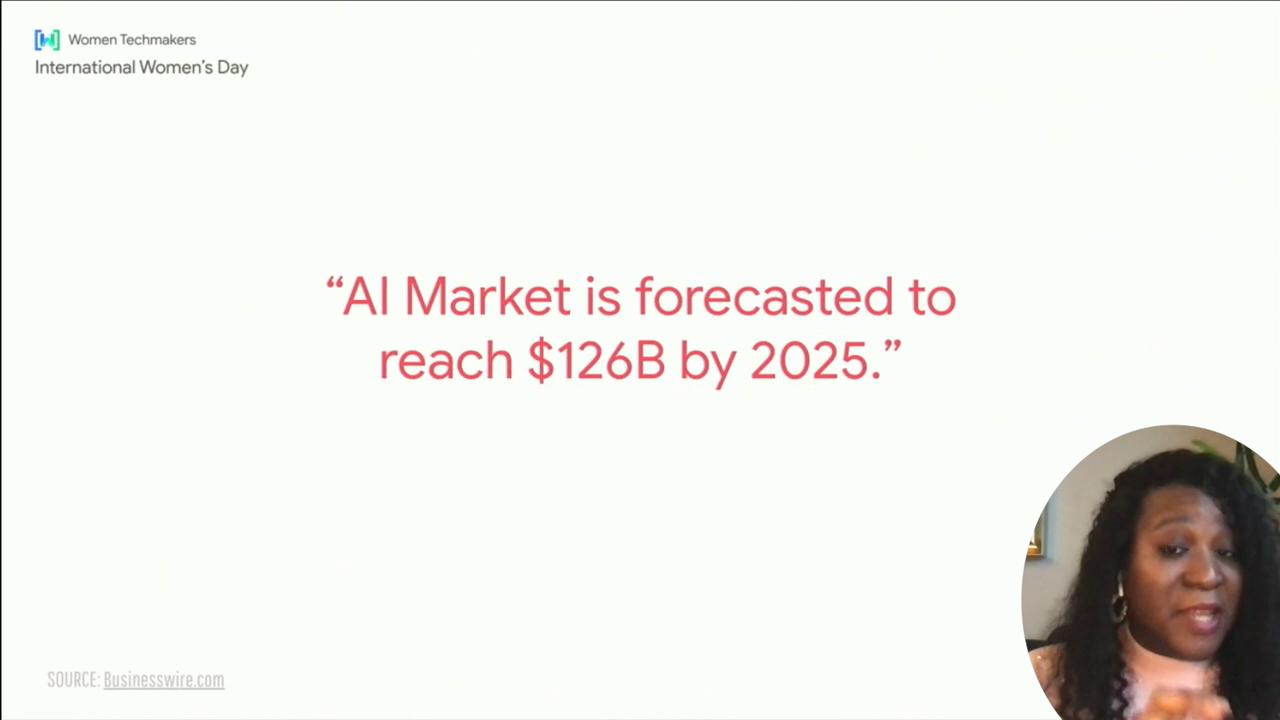 Women Techmakers
International Women’s Day
“AI Market is forecasted to
reach $126B by 2025.”
SOURCE: Businesswire.com